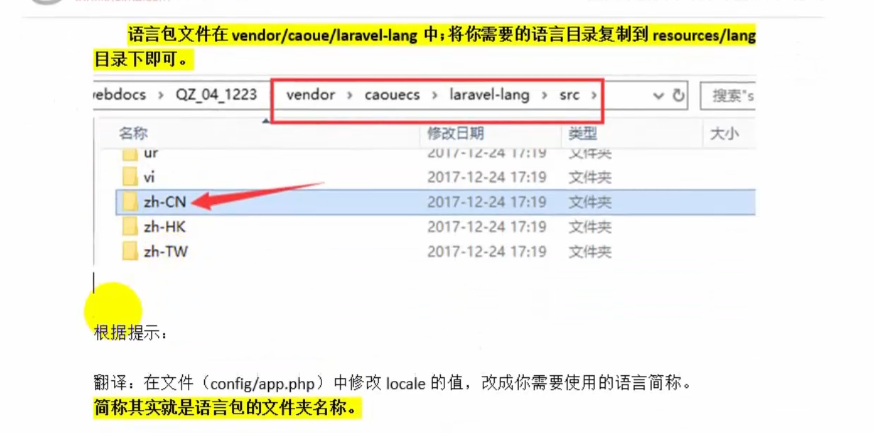 语言包文件在 vendor/caoue/laravel-lang 中;将你需要的语言目录复制到 resources/lang
目录下即可。
webdocs › QZ_04_1223 › vendor › caouecs › laravel-lang › src › 搜索"s
名称 修改日期 类型 大小
ur 2017-12-24 17:19 文件夹
vi 2017-12-24 17:19 文件夹
zh-CN 2017-12-24 17:19 文件夹
zh-HK 2017-12-24 17:19 文件夹
zh-TW 2017-12-24 17:19 文件夹
根据提示：
翻译：在文件（config/app.php）中修改 locale 的值，改成你需要使用的语言简称。
简称其实就是语言包的文件夹名称。